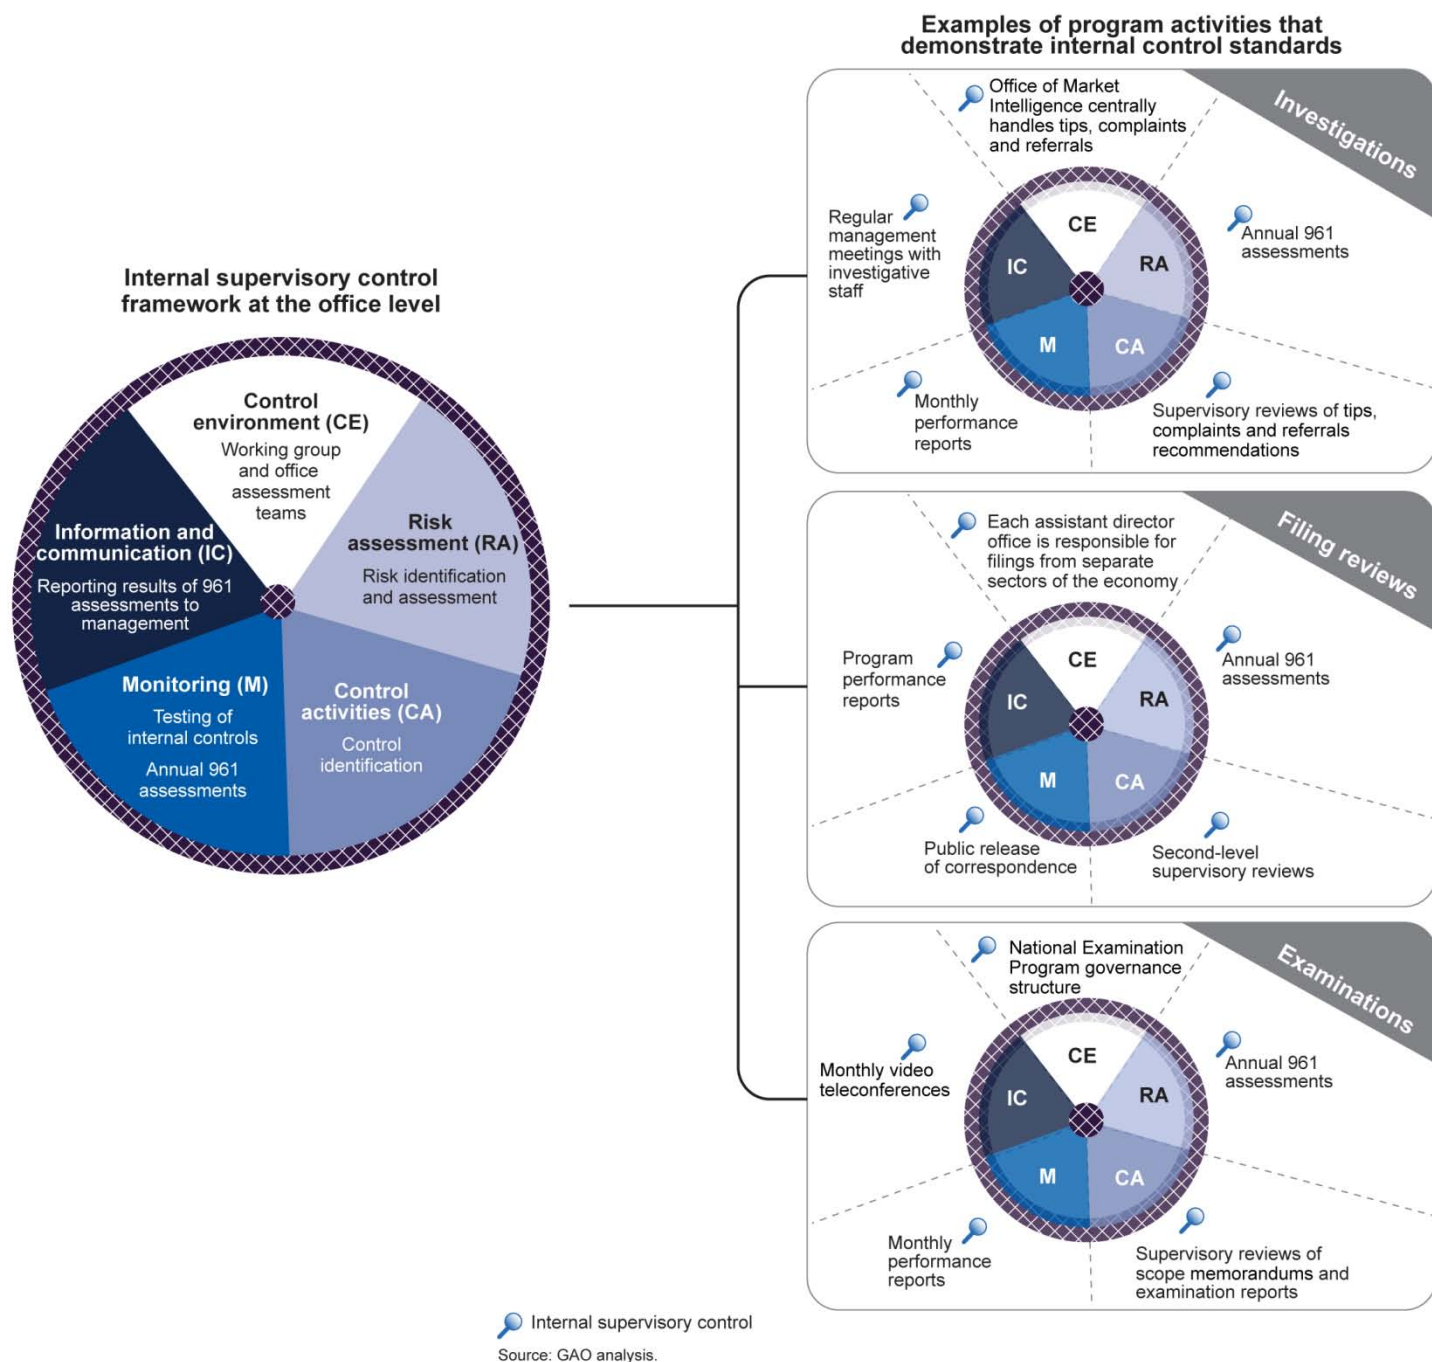 Examples of program activities that
demonstrate internal control standards
Internal supervisory control
framework at the office level
Control
environment (CE)
Working group
and office
assessment
teams
Risk
assessment (RA)
Risk identification
and assessment
Control
activities (CA)
Control
identification
Monitoring (M)
Testing of
internal controls
Annual 961
assessments
Information and
communication (IC)
Reporting results of 961
assessments to
management
Investigations
Office of Market
Intelligence centrally
handles tips, complaints
and referrals
Annual 961
assessments
Supervisory reviews of tips,
complaints and referrals
recommendations
Monthly
performance
reports
Regular
management
meetings with
investigative
staff
CE
RA
CA
M
IC
Filing reviews
Each assistant director
office is responsible for
filings from separate
sectors of the economy
Annual 961
assessments
Second-level
supervisory reviews
Public release
of correspondence
Program
performance
reports
CE
RA
CA
M
IC
Examinations
National Examination
Program governance
structure
Annual 961
assessments
Supervisory reviews of
scope memorandums and
examination reports
Monthly
performance
reports
Monthly video
teleconferences
CE
RA
CA
M
IC
Internal supervisory control
Source: GAO analysis.